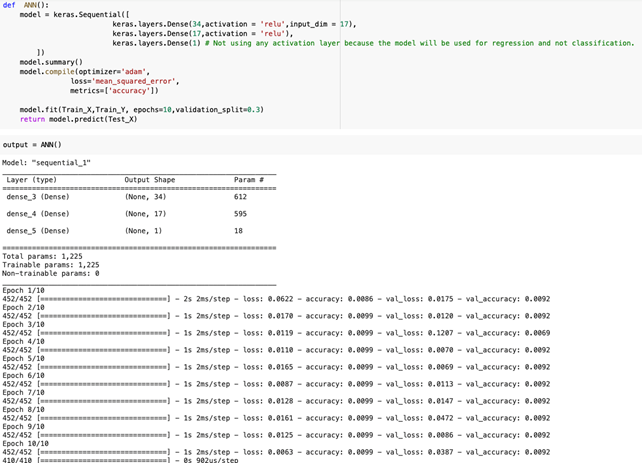 def  ANN():
    model = keras.Sequential([
                          keras.layers.Dense(34,activation = 'relu',input_dim = 17),
                          keras.layers.Dense(17,activation = 'relu'),
                          keras.layers.Dense(1) # Not using any activation layer because the model will be used for regression and not classification.
        ])
    model.summary()
    model.compile(optimizer='adam',
                loss='mean_squared_error',
                metrics=['accuracy'])
    model.fit(Train_X,Train_Y, epochs=10,validation_split=0.3)
    return model.predict(Test_X)
output = ANN()
Model: "sequential_1"
Layer (type)                Output Shape              Param #
dense_3 (Dense)             (None, 34)                612
dense_4 (Dense)             (None, 17)                595
dense_5 (Dense)             (None, 1)                 18
Total params: 1,225
Trainable params: 1,225
Non-trainable params: 0
Epoch 1/10
452/452 [==============================] - 2s 2ms/step - loss: 0.0622 - accuracy: 0.0086 - val_loss: 0.0175 - val_accuracy: 0.0092
Epoch 2/10
452/452 [==============================] - 1s 2ms/step - loss: 0.0170 - accuracy: 0.0099 - val_loss: 0.0120 - val_accuracy: 0.0092
Epoch 3/10
452/452 [==============================] - 1s 2ms/step - loss: 0.0119 - accuracy: 0.0099 - val_loss: 0.1207 - val_accuracy: 0.0069
Epoch 4/10
452/452 [==============================] - 1s 2ms/step - loss: 0.0110 - accuracy: 0.0099 - val_loss: 0.0070 - val_accuracy: 0.0092
Epoch 5/10
452/452 [==============================] - 1s 2ms/step - loss: 0.0165 - accuracy: 0.0099 - val_loss: 0.0069 - val_accuracy: 0.0092
Epoch 6/10
452/452 [==============================] - 1s 2ms/step - loss: 0.0087 - accuracy: 0.0099 - val_loss: 0.0113 - val_accuracy: 0.0092
Epoch 7/10
452/452 [==============================] - 1s 2ms/step - loss: 0.0128 - accuracy: 0.0099 - val_loss: 0.0147 - val_accuracy: 0.0092
Epoch 8/10
452/452 [==============================] - 1s 2ms/step - loss: 0.0161 - accuracy: 0.0099 - val_loss: 0.0472 - val_accuracy: 0.0092
Epoch 9/10
452/452 [==============================] - 1s 2ms/step - loss: 0.0125 - accuracy: 0.0099 - val_loss: 0.0086 - val_accuracy: 0.0092
Epoch 10/10
452/452 [==============================] - 1s 2ms/step - loss: 0.0063 - accuracy: 0.0099 - val_loss: 0.0387 - val_accuracy: 0.0092
410/410 [==============================] - 0s 902us/step